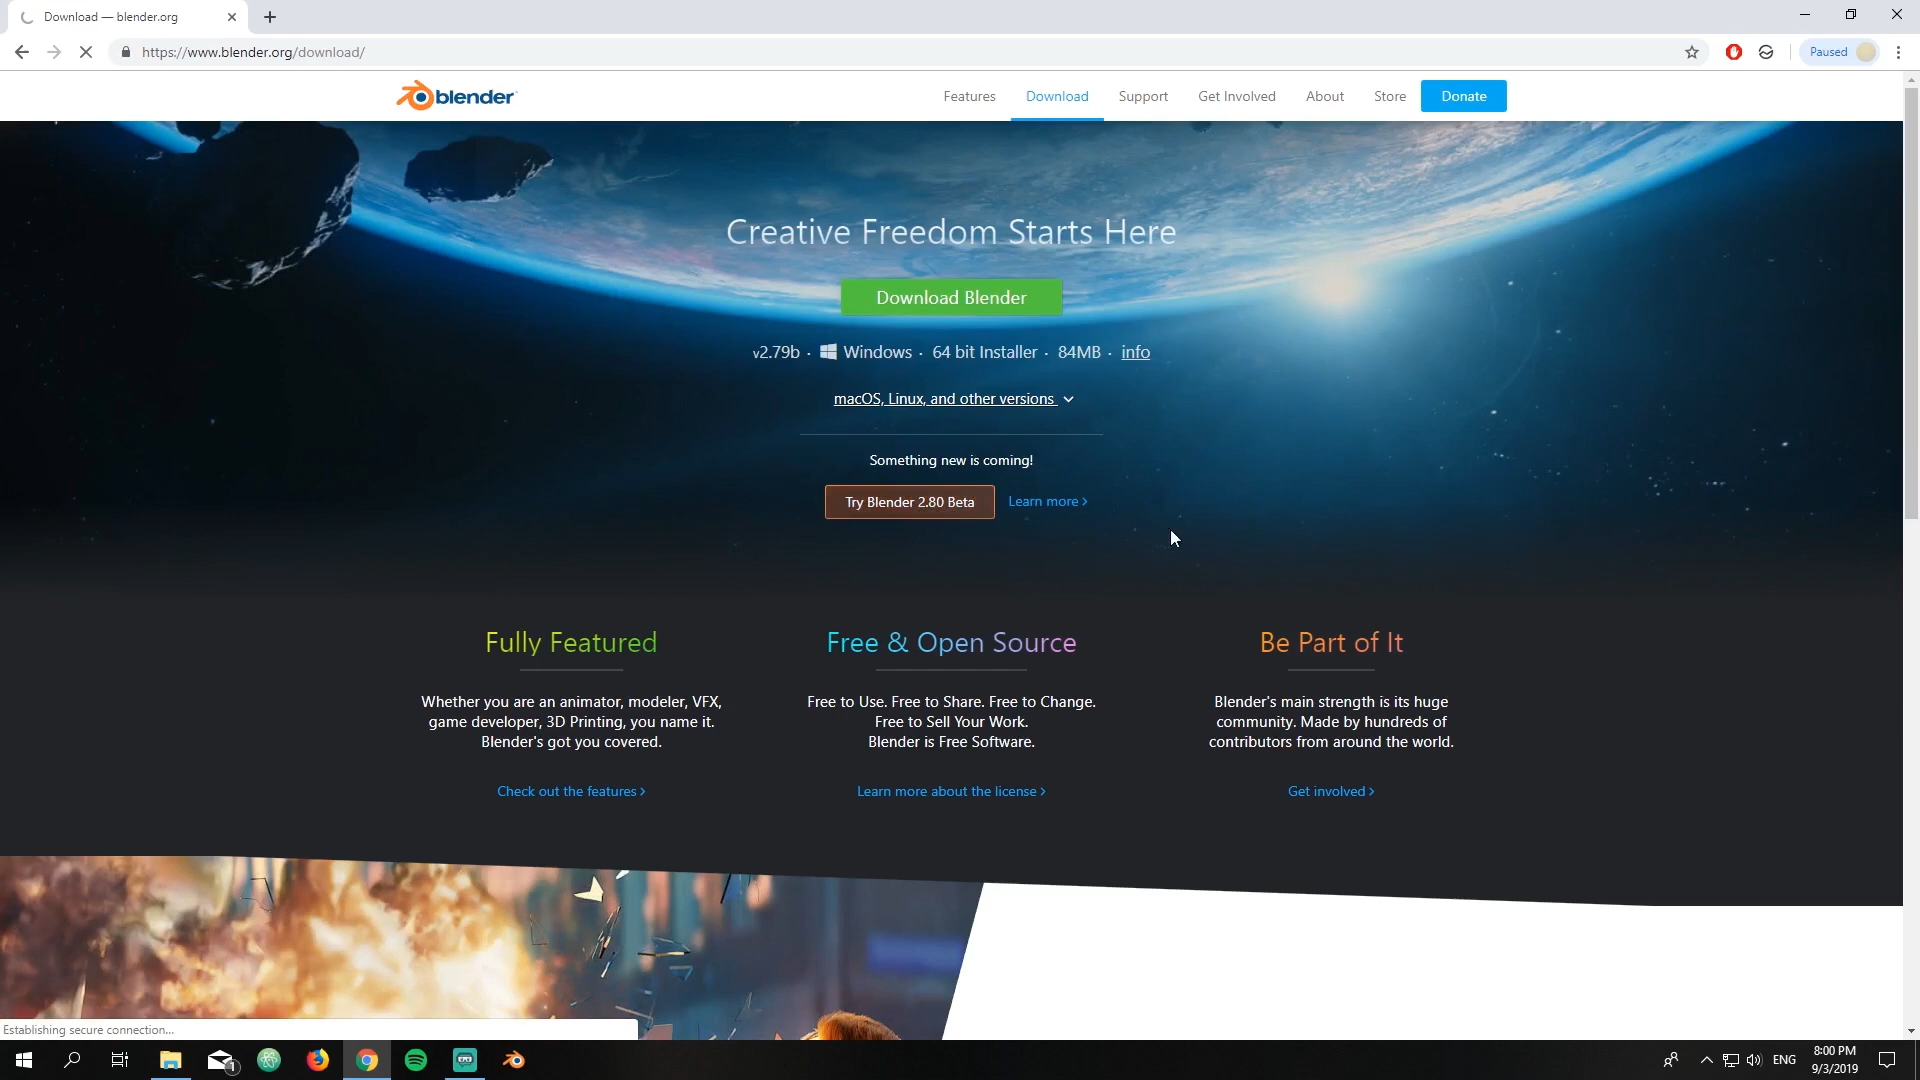 Download — blender.org
https://www.blender.org/download/
Paused
blender
Features
Download
Support
Get Involved
About
Store
Donate
Creative Freedom Starts Here
Download Blender
v2.79b · Windows · 64 bit Installer · 84MB · info
macOS, Linux, and other versions
Something new is coming!
Try Blender 2.80 Beta
Learn more ›
Fully Featured
Whether you are an animator, modeler, VFX,
game developer, 3D Printing, you name it.
Blender's got you covered.
Check out the features ›
Free & Open Source
Free to Use. Free to Share. Free to Change.
Free to Sell Your Work.
Blender is Free Software.
Learn more about the license ›
Be Part of It
Blender's main strength is its huge
community. Made by hundreds of
contributors from around the world.
Get involved ›
Establishing secure connection...
1
ENG
8:00 PM
9/3/2019